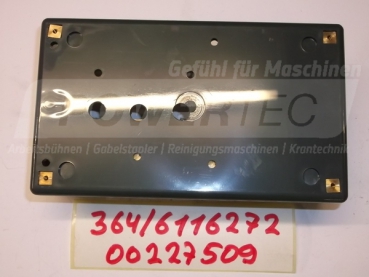 Gefühl für Maschinen
POWERTEC
Arbeitsbühnen | Gabelstapler | Reinigungsmaschinen | Krantechnik
364/6116272
00227509